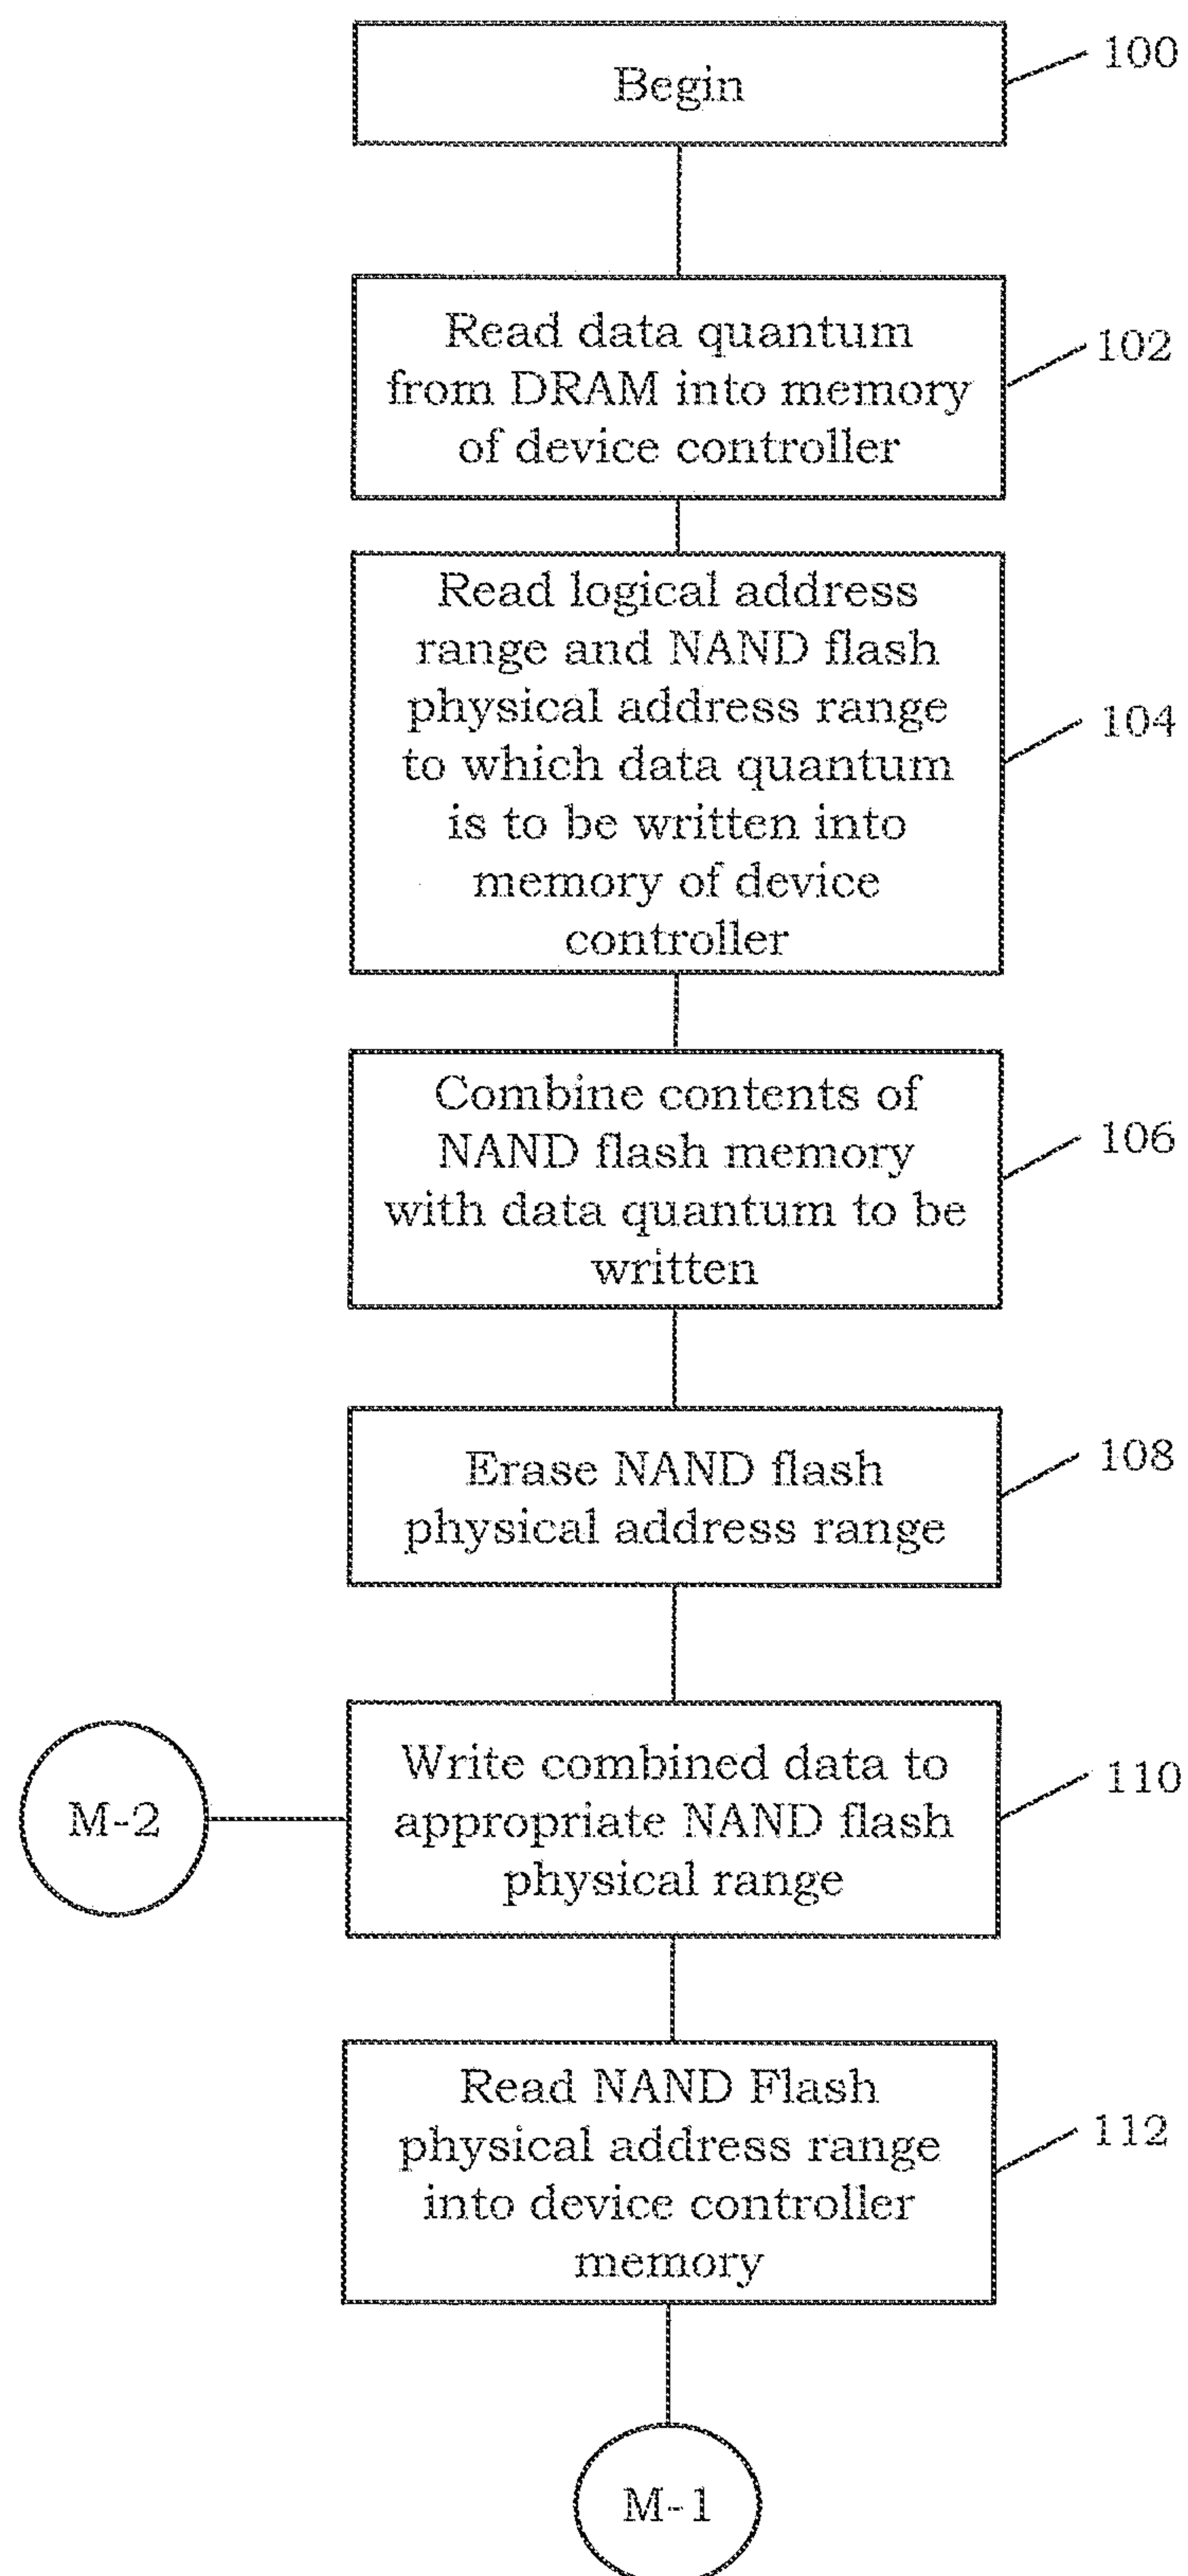 Begin
100
Read data quantum
from DRAM into memory
of device controller
102
Read logical address
range and NAND flash
physical address range
to which data quantum
is to be written into
memory of device
controller
104
Combine contents of
NAND flash memory
with data quantum to be
written
106
Erase NAND flash
physical address range
108
M-2
Write combined data to
appropriate NAND flash
physical range
110
Read NAND Flash
physical address range
into device controller
memory
112
M-1